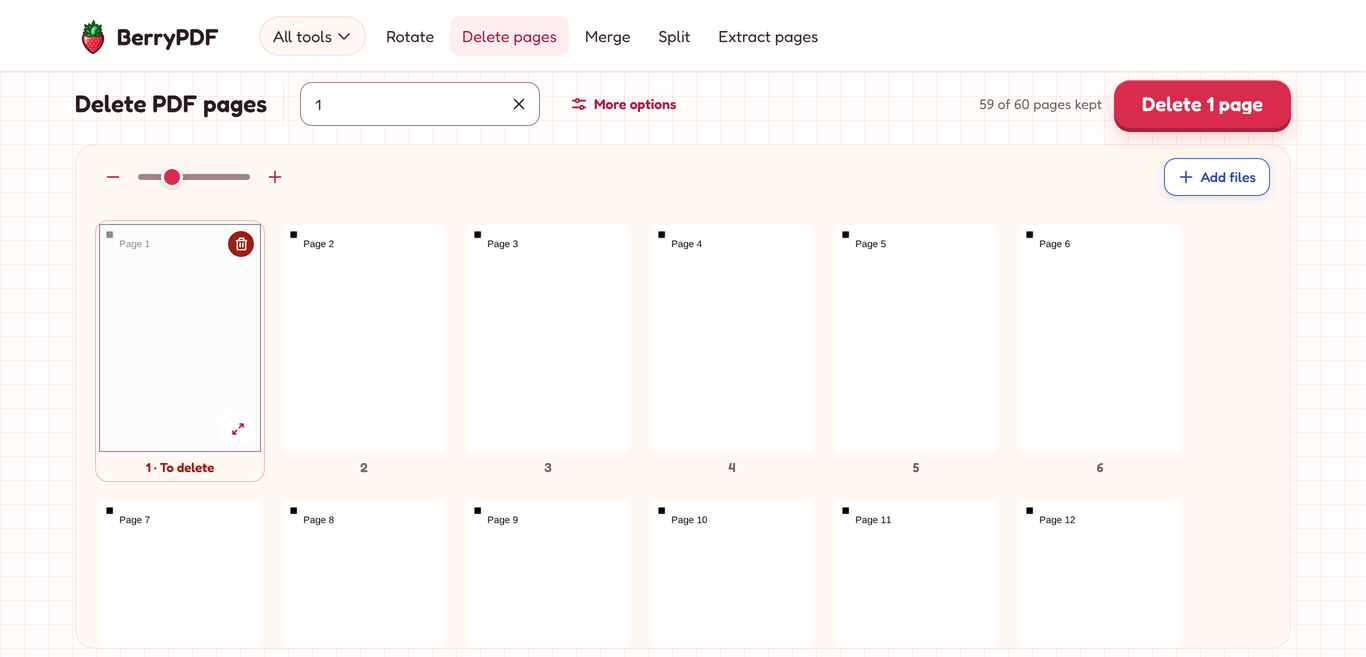 BerryPDF
All tools Rotate Delete pages Merge Split Extract pages
Delete PDF pages 1 More options 59 of 60 pages kept Delete 1 page
Add files
Page 1 Page 2 Page 3 Page 4 Page 5 Page 6
1 · To delete 2 3 4 5 6
Page 7 Page 8 Page 9 Page 10 Page 11 Page 12